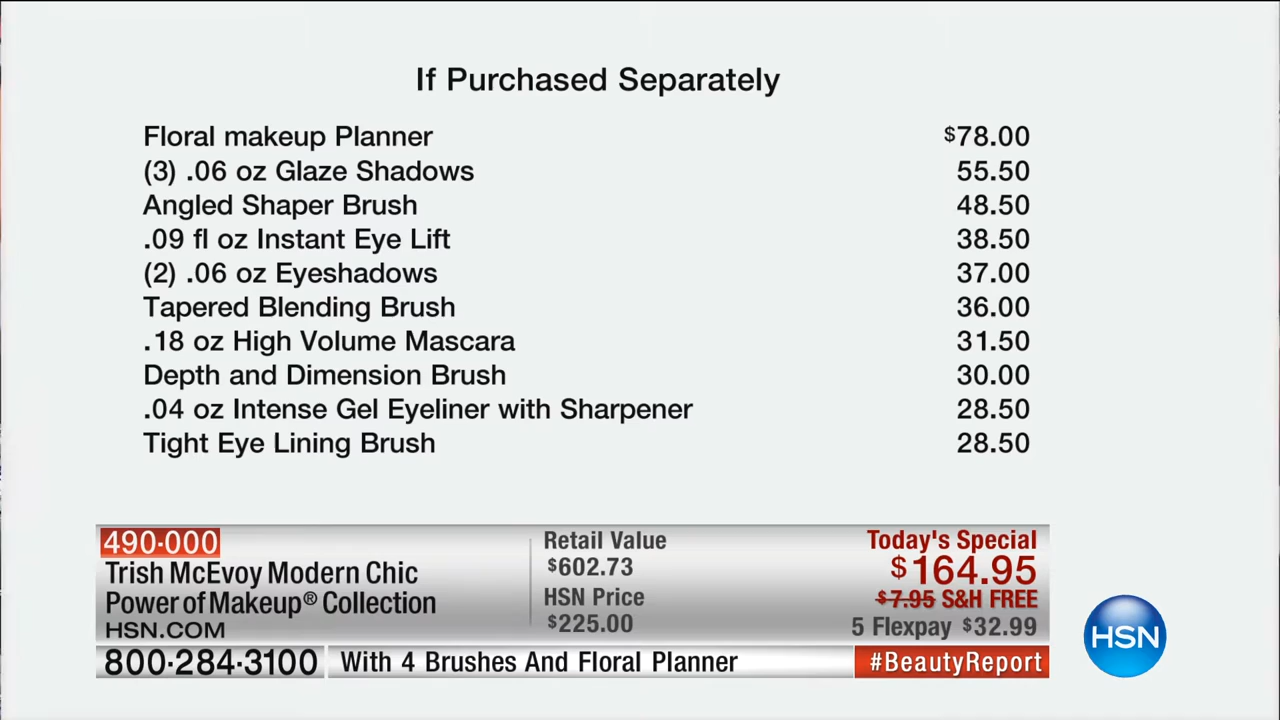 If Purchased Separately
Floral makeup Planner $78.00
(3) .06 oz Glaze Shadows 55.50
Angled Shaper Brush 48.50
.09 fl oz Instant Eye Lift 38.50
(2) .06 oz Eyeshadows 37.00
Tapered Blending Brush 36.00
.18 oz High Volume Mascara 31.50
Depth and Dimension Brush 30.00
.04 oz Intense Gel Eyeliner with Sharpener 28.50
Tight Eye Lining Brush 28.50
490·000
Trish McEvoy Modern Chic
Power of Makeup® Collection
HSN.COM
Retail Value
$602.73
HSN Price
$225.00
Today's Special
$164.95
$7.95 S&H FREE
5 Flexpay $32.99
800·284·3100 With 4 Brushes And Floral Planner #BeautyReport
HSN